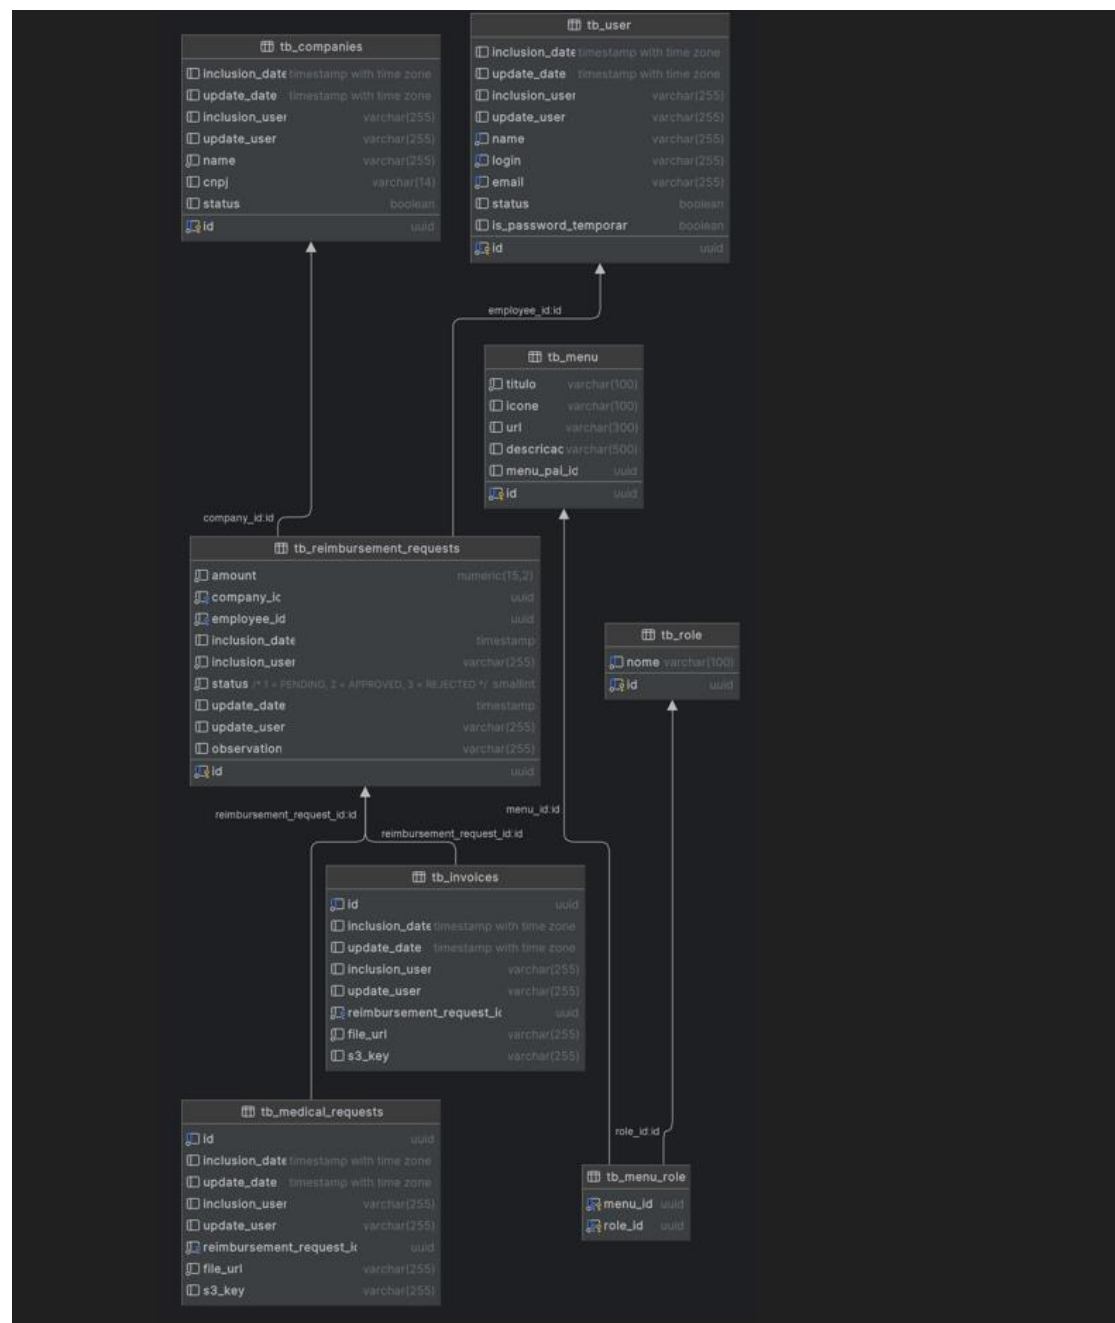 tb_user
inclusion_date timestamp with time zone
update_date timestamp with time zone
inclusion_user varchar(255)
update_user varchar(255)
name varchar(255)
login varchar(255)
email varchar(255)
status boolean
is_password_temporar boolean
id uuid
tb_companies
inclusion_date timestamp with time zone
update_date timestamp with time zone
inclusion_user varchar(255)
update_user varchar(255)
name varchar(255)
cnpj varchar(14)
status boolean
id uuid
employee_id:id
tb_menu
titulo varchar(100)
icone varchar(100)
url varchar(300)
descricac varchar(500)
menu_pai_id uuid
id uuid
company_id:id
tb_reimbursement_requests
amount numeric(15,2)
company_ic uuid
employee_id uuid
inclusion_date timestamp
inclusion_user varchar(255)
status /* 1 = PENDING, 2 = APPROVED, 3 = REJECTED */ smallint
update_date timestamp
update_user varchar(255)
observation varchar(255)
id uuid
tb_role
nome varchar(100)
id uuid
reimbursement_request_id:id
menu_id:id
reimbursement_request_id:id
tb_invoices
id uuid
inclusion_date timestamp with time zone
update_date timestamp with time zone
inclusion_user varchar(255)
update_user varchar(255)
reimbursement_request_ic uuid
file_url varchar(255)
s3_key varchar(255)
tb_medical_requests
id uuid
inclusion_date timestamp with time zone
update_date timestamp with time zone
inclusion_user varchar(255)
update_user varchar(255)
reimbursement_request_ic uuid
file_url varchar(255)
s3_key varchar(255)
role_id:id
tb_menu_role
menu_id uuid
role_id uuid